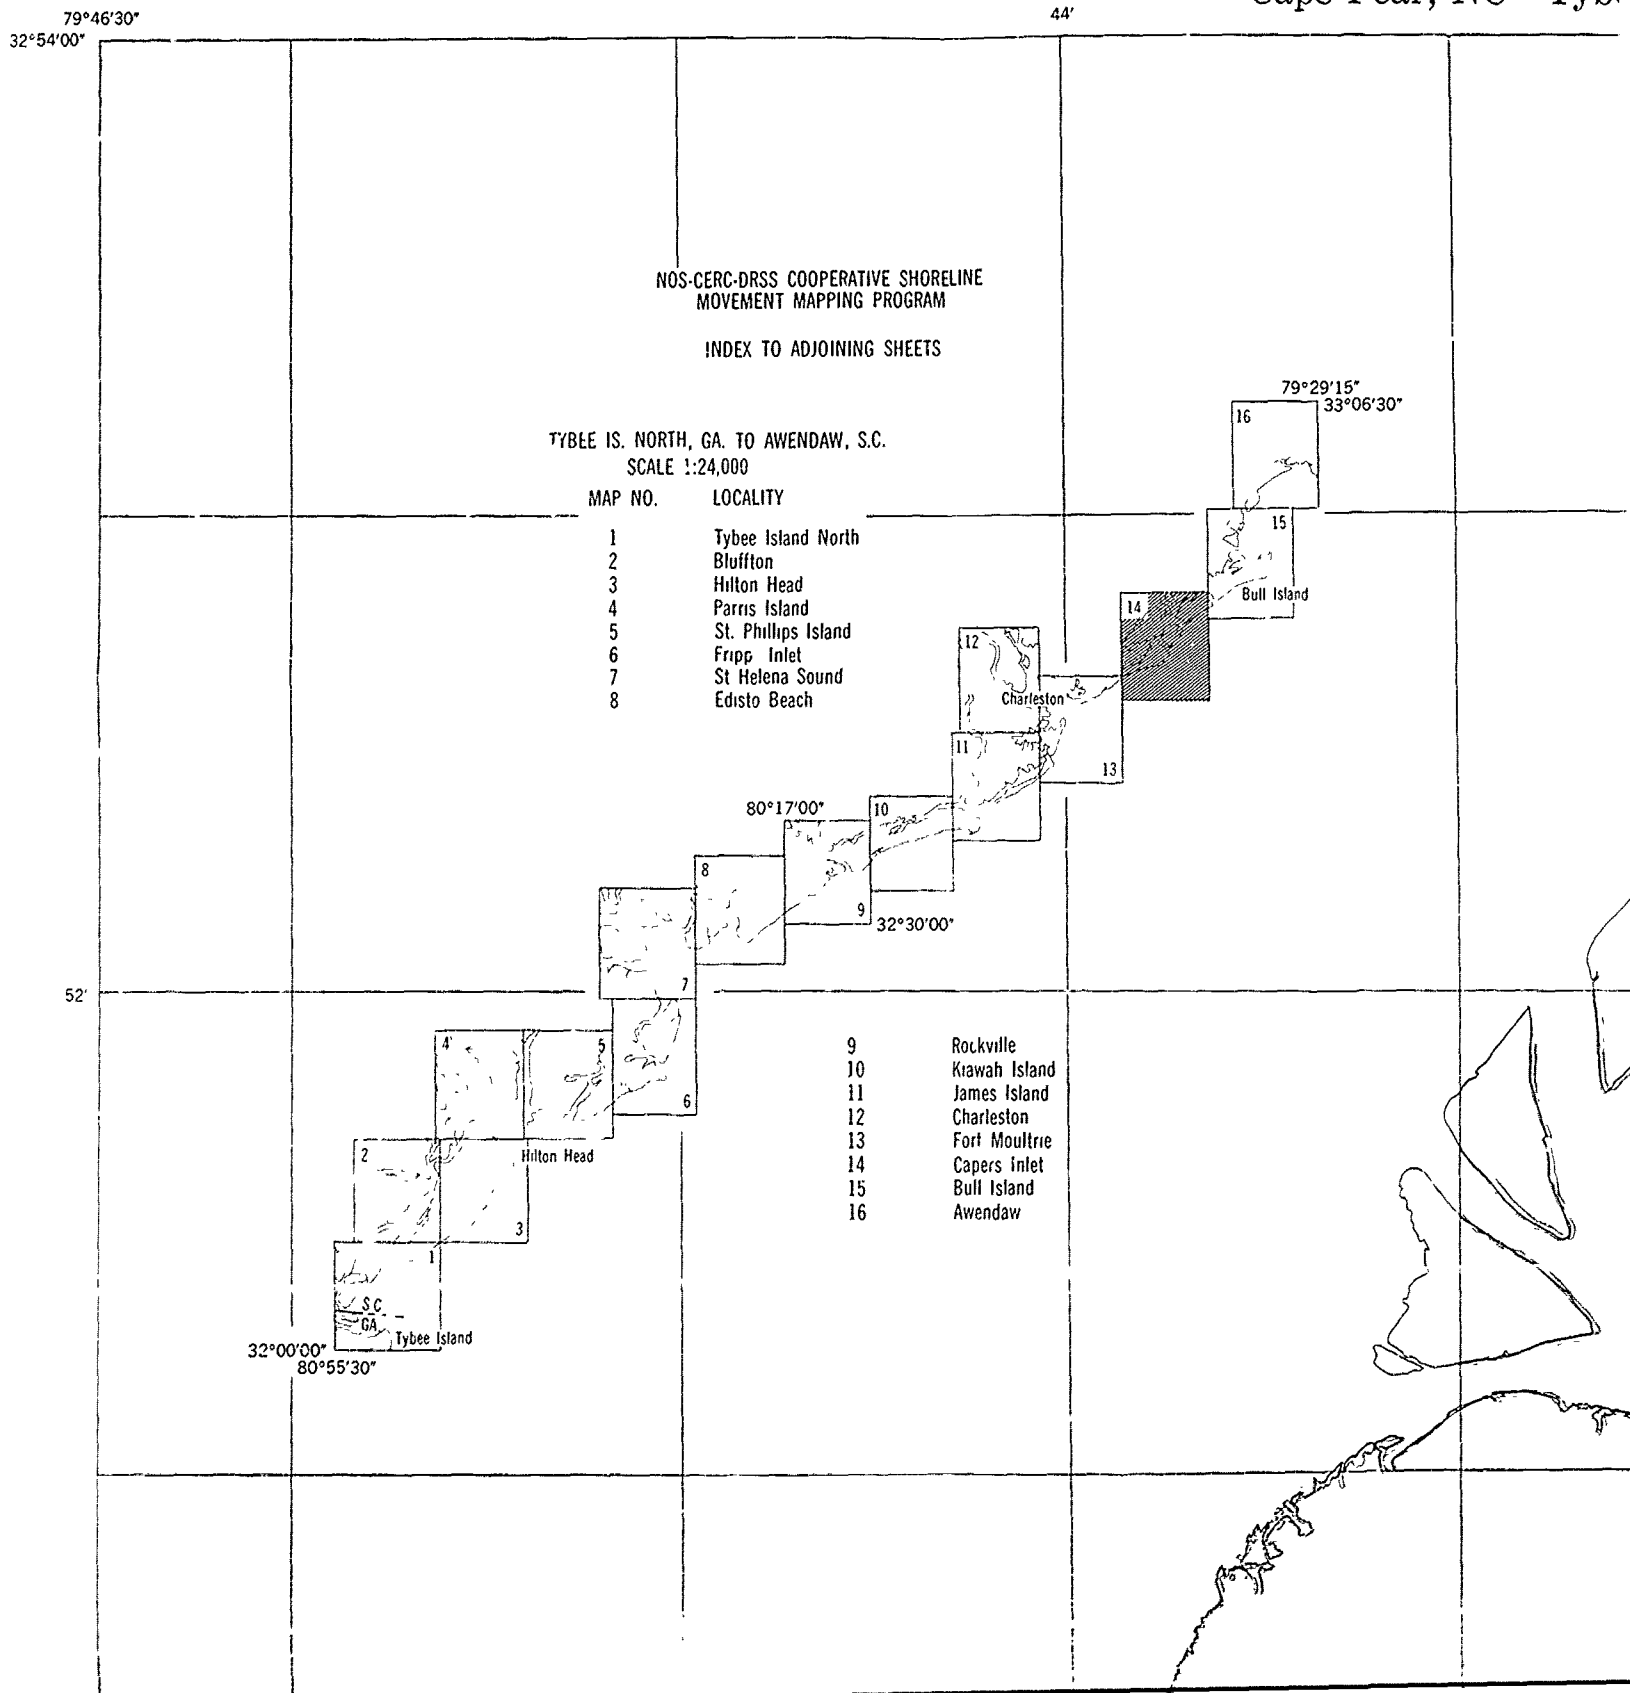 Cape Fear, NC
79°46'30"
44'
32°54'00"
NOS-CERC-DRSS COOPERATIVE SHORELINE
MOVEMENT MAPPING PROGRAM
INDEX TO ADJOINING SHEETS
79°29'15"
33°06'30"
16
TYBEE IS. NORTH, GA. TO AWENDAW, S.C.
SCALE 1:24,000
MAP NO. LOCALITY
1 Tybee Island North
2 Bluffton
3 Hilton Head
4 Parris Island
5 St. Phillips Island
6 Fripp Inlet
7 St Helena Sound
8 Edisto Beach
15
Bull Island
14
12
Charleston
11
13
80°17'00"
10
8
9
32°30'00"
7
52'
4
5
6
9 Rockville
10 Kiawah Island
11 James Island
12 Charleston
13 Fort Moultrie
14 Capers Inlet
15 Bull Island
16 Awendaw
2
Hilton Head
3
1
S.C.
GA.
Tybee Island
32°00'00"
80°55'30"